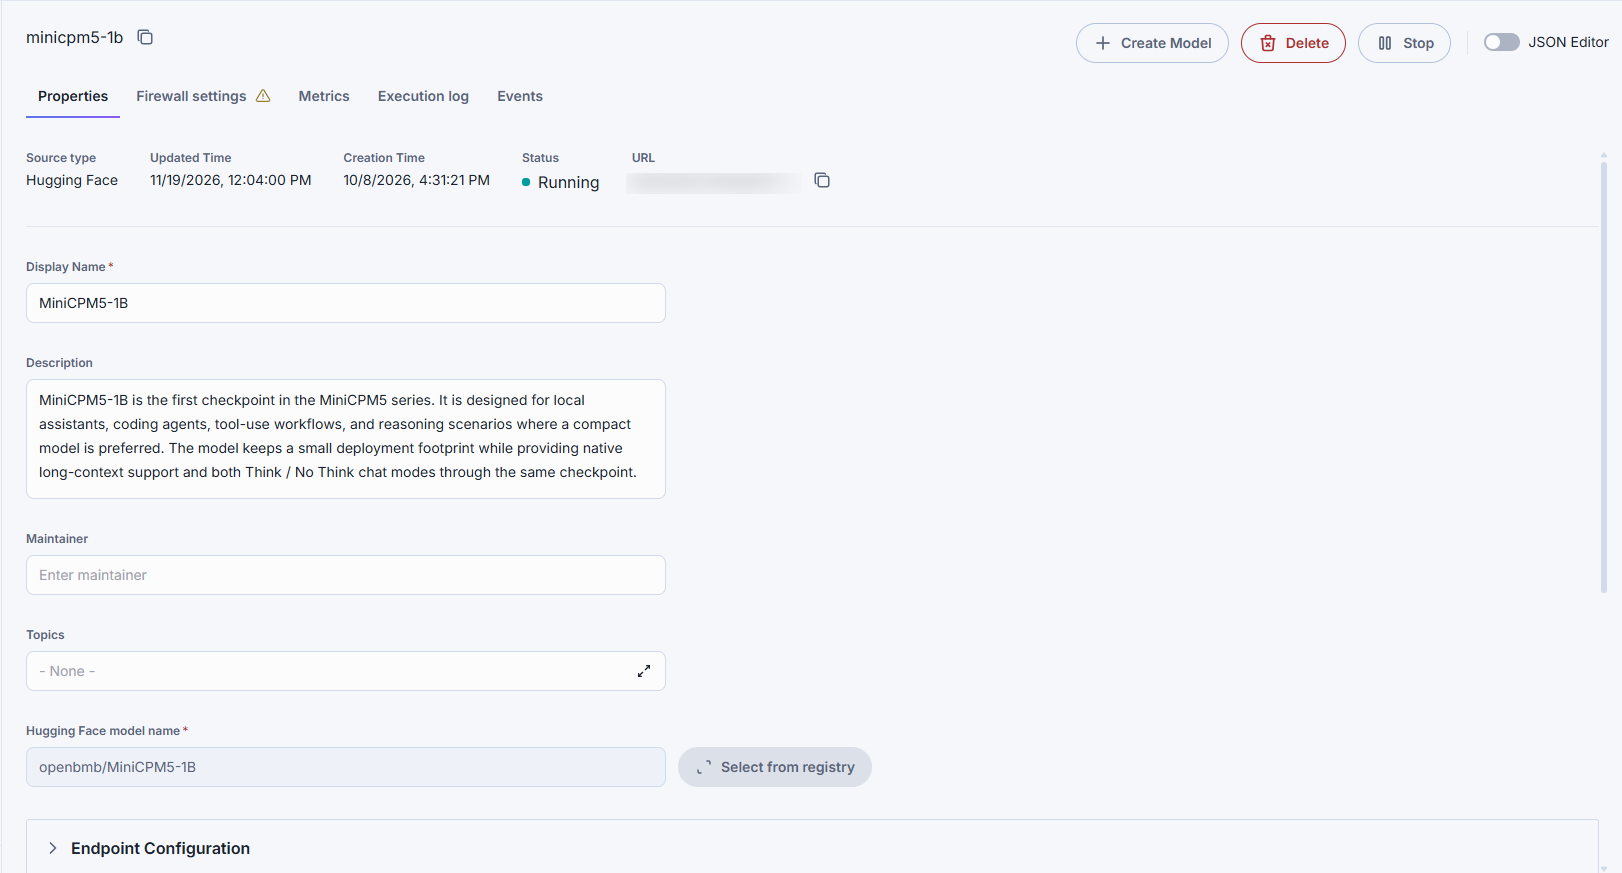 minicpm5-1b
Create Model
Delete
Stop
JSON Editor
Properties
Firewall settings
Metrics
Execution log
Events
Source type
Hugging Face
Updated Time
11/19/2026, 12:04:00 PM
Creation Time
10/8/2026, 4:31:21 PM
Status
Running
URL
Display Name*
MiniCPM5-1B
Description
MiniCPM5-1B is the first checkpoint in the MiniCPM5 series. It is designed for local
assistants, coding agents, tool-use workflows, and reasoning scenarios where a compact
model is preferred. The model keeps a small deployment footprint while providing native
long-context support and both Think / No Think chat modes through the same checkpoint.
Maintainer
Enter maintainer
Topics
- None -
Hugging Face model name*
openbmb/MiniCPM5-1B
Select from registry
Endpoint Configuration